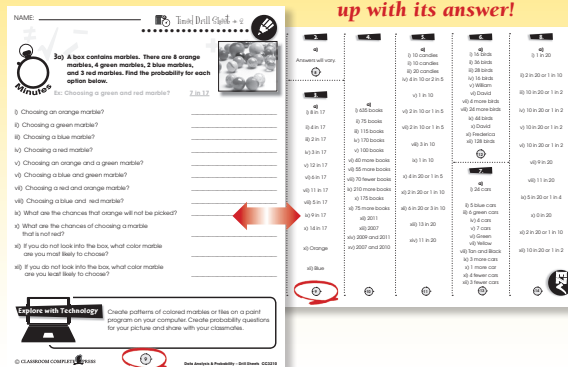 up with its answer!
NAME:
Timed Drill Sheet # 2
Minutes
3a) A box contains marbles. There are 8 orange
marbles, 4 green marbles, 2 blue marbles,
and 3 red marbles. Find the probability for each
option below.
Ex: Choosing a green and red marble? 7 in 17
i) Choosing an orange marble?
ii) Choosing a green marble?
iii) Choosing a blue marble?
iv) Choosing a red marble?
v) Choosing an orange and a green marble?
vi) Choosing a blue and green marble?
vii) Choosing a red and orange marble?
viii) Choosing a blue and red marble?
ix) What are the chances that orange will not be picked?
x) What are the chances of choosing a marble
that is not red?
xi) If you do not look into the box, what color marble
are you most likely to choose?
xii) If you do not look into the box, what color marble
are you least likely to choose?
Explore with Technology
Create patterns of colored marbles or tiles on a paint
program on your computer. Create probability questions
for your picture and share with your classmates.
© CLASSROOM COMPLETE PRESS
9
Data Analysis & Probability - Drill Sheets CC3310
2.
a)
Answers will vary.
3.
a)
i) 8 in 17
ii) 4 in 17
iii) 2 in 17
iv) 3 in 17
v) 12 in 17
vi) 6 in 17
vii) 11 in 17
viii) 5 in 17
ix) 9 in 17
x) 14 in 17
xi) Orange
xii) Blue
9
4.
a)
i) 635 books
ii) 75 books
iii) 115 books
iv) 170 books
v) 100 books
vi) 40 more books
vii) 55 more books
viii) 70 fewer books
ix) 210 more books
x) 175 books
xi) 75 more books
xii) 2011
xiii) 2007
xiv) 2009 and 2011
xv) 2007 and 2010
5.
a)
i) 10 candies
ii) 10 candies
iii) 20 candies
iv) 4 in 10 or 2 in 5
v) 1 in 10
vi) 2 in 10 or 1 in 5
vii) 2 in 10 or 1 in 5
viii) 3 in 10
ix) 1 in 10
x) 4 in 20 or 1 in 5
xi) 2 in 20 or 1 in 10
xii) 6 in 20 or 3 in 10
xiii) 13 in 20
xiv) 11 in 20
6.
a)
i) 16 birds
ii) 36 birds
iii) 28 birds
iv) 16 birds
v) William
vi) David
vii) 4 more birds
viii) 24 more birds
ix) 44 birds
x) David
xi) Frederica
xii) 128 birds
7.
a)
i) 24 cars
ii) 5 blue cars
iii) 6 green cars
iv) 4 cars
v) 7 cars
vi) Green
vii) Yellow
viii) Tan and Black
ix) 3 more cars
x) 1 more car
xi) 4 fewer cars
xii) 3 fewer cars
8.
a)
i) 1 in 20
ii) 2 in 20 or 1 in 10
iii) 10 in 20 or 1 in 2
iv) 10 in 20 or 1 in 2
v) 10 in 20 or 1 in 2
vi) 10 in 20 or 1 in 2
vii) 9 in 20
viii) 11 in 20
ix) 5 in 20 or 1 in 4
x) 0 in 20
xi) 2 in 20 or 1 in 10
xii) 10 in 20 or 1 in 2